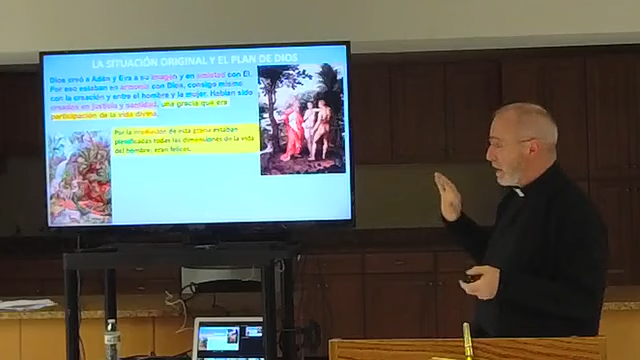 LA SITUACIÓN ORIGINAL Y EL PLAN DE DIOS
Dios creó a Adán y Eva a su imagen y en amistad con El.
Por eso estaban en armonía con Dios, consigo mismo
con la creación y entre el hombre y la mujer. Habían sido
creados en justicia y santidad, una gracia que era
participación de la vida divina.
Por la irradiación de esta gracia estaban
plenificadas todas las dimensiones de la vida
del hombre: eran felices.